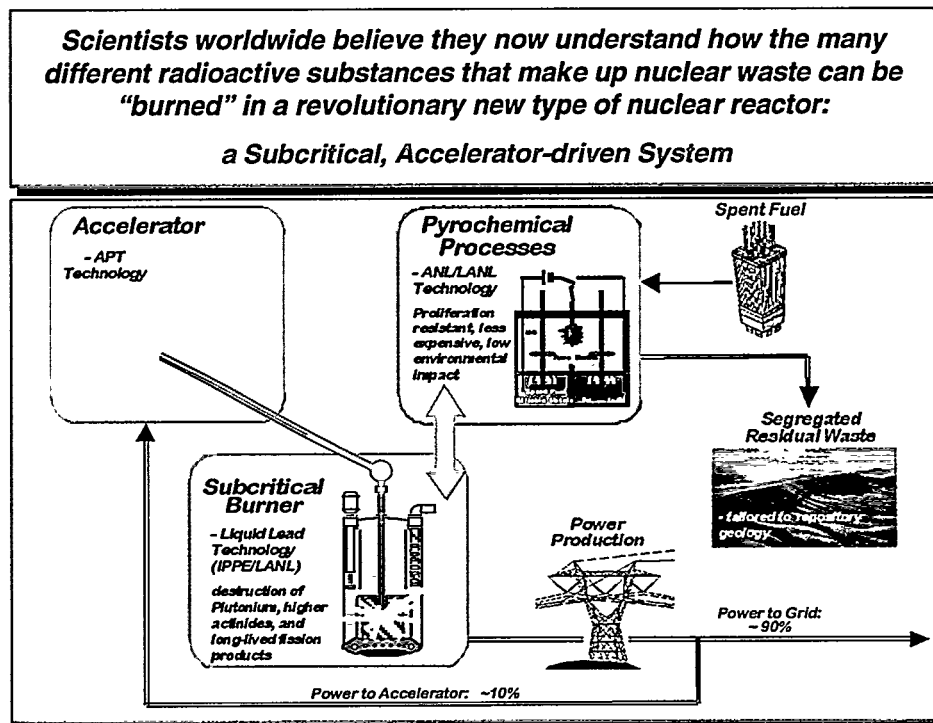 Scientists worldwide believe they now understand how the many
different radioactive substances that make up nuclear waste can be
“burned” in a revolutionary new type of nuclear reactor:
a Subcritical, Accelerator-driven System
Accelerator
- APT
Technology
Pyrochemical
Processes
- ANL/LANL
Technology
Proliferation
resistant, less
expensive, low
environmental
impact
Spent Fuel
Segregated
Residual Waste
- tailored to repository
geology
Subcritical
Burner
- Liquid Lead
Technology
(IPPE/LANL)
destruction of
Plutonium, higher
actinides, and
long-lived fission
products
Power
Production
Power to Grid:
~ 90%
Power to Accelerator: ~10%